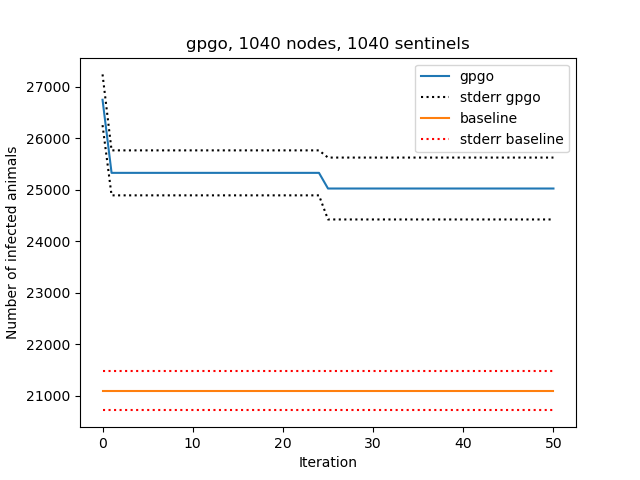 gpgo, 1040 nodes, 1040 sentinels
gpgo
stderr gpgo
baseline
stderr baseline
Number of infected animals
27000
26000
25000
24000
23000
22000
21000
0 10 20 30 40 50
Iteration